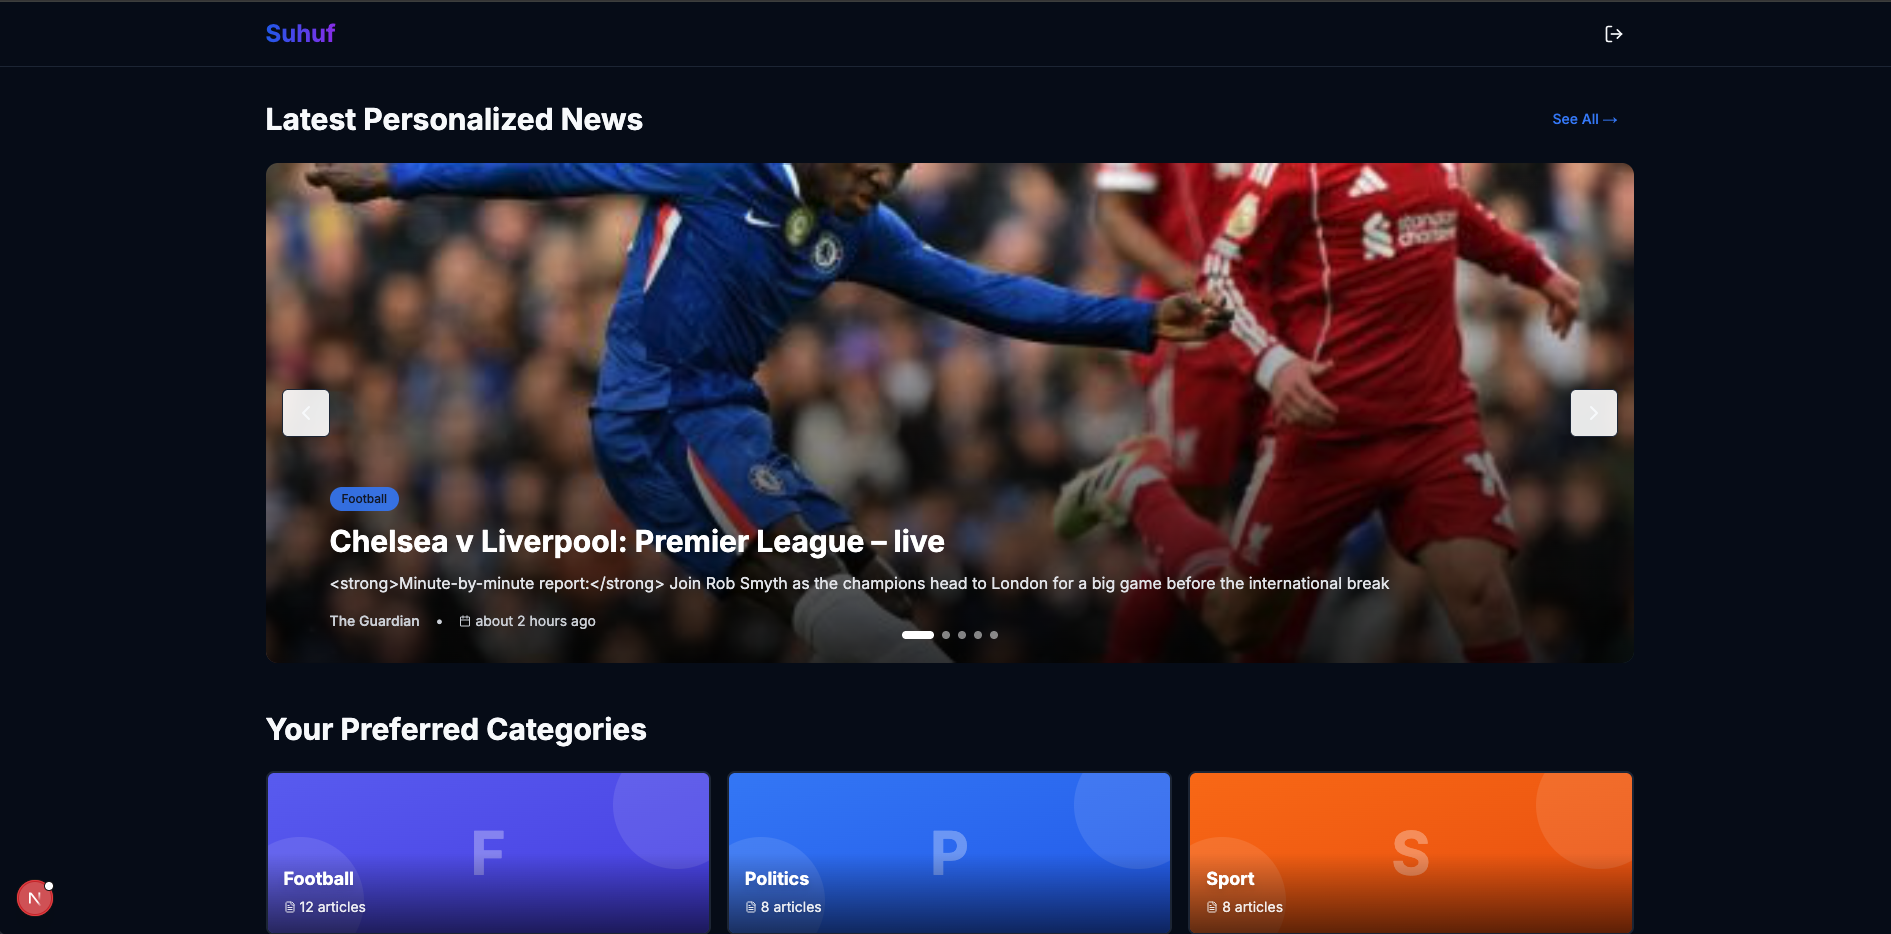 Suhuf
Latest Personalized News
See All →
standard
chartered
Football
Chelsea v Liverpool: Premier League – live
<strong>Minute-by-minute report:</strong> Join Rob Smyth as the champions head to London for a big game before the international break
The Guardian • about 2 hours ago
Your Preferred Categories
F
Football
12 articles
P
Politics
8 articles
S
Sport
8 articles
N